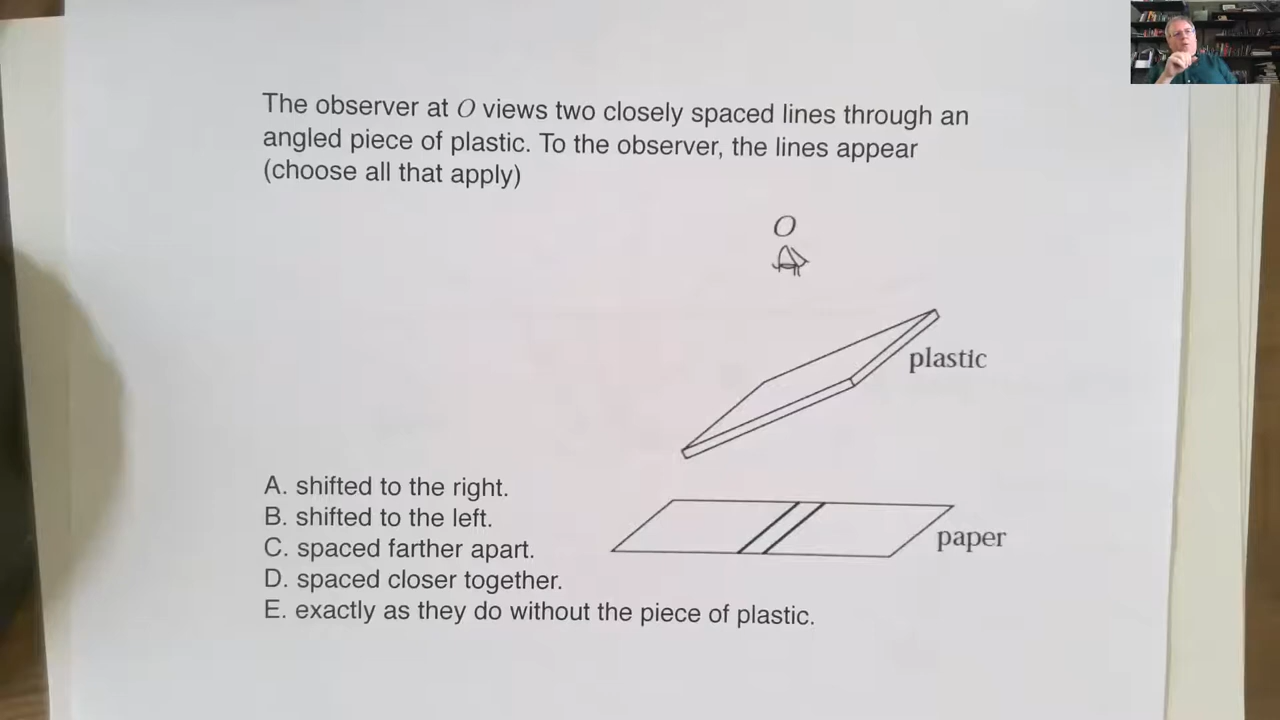 The observer at O views two closely spaced lines through an
angled piece of plastic. To the observer, the lines appear
(choose all that apply)
O
plastic
A. shifted to the right.
B. shifted to the left.
C. spaced farther apart.
paper
D. spaced closer together.
E. exactly as they do without the piece of plastic.